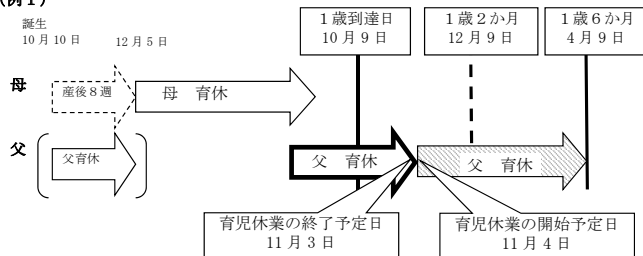 (例1)
誕生
10月10日
12月5日
1歳到達日
10月9日
1歳2か月
12月9日
1歳6か月
4月9日
母
産後8週
母 育休
父
父育休
父 育休
父 育休
育児休業の終了予定日
11月3日
育児休業の開始予定日
11月4日